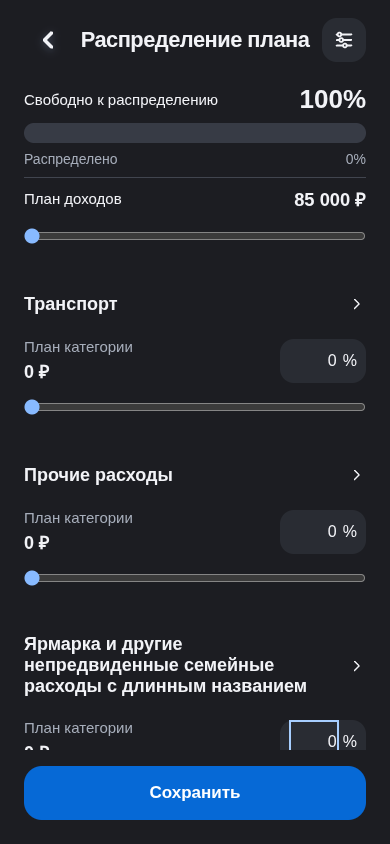 Распределение плана
Свободно к распределению 100%
Распределено 0%
План доходов 85 000 ₽
Транспорт
План категории
0 ₽
0 %
Прочие расходы
План категории
0 ₽
0 %
Ярмарка и другие
непредвиденные семейные
расходы с длинным названием
План категории
0 ₽
0 %
Сохранить